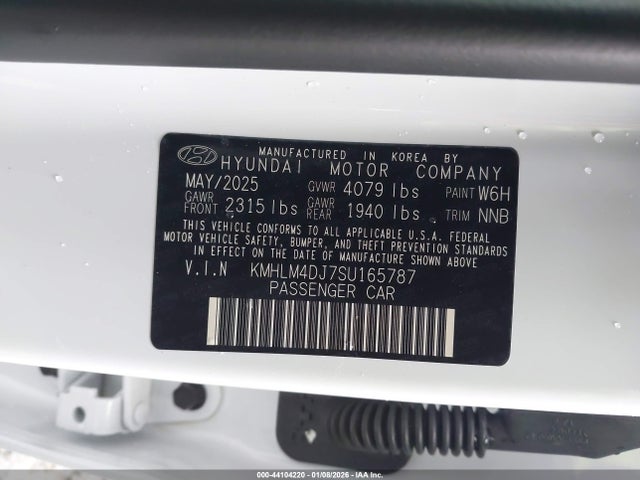 MANUFACTURED IN KOREA BY
HYUNDAI MOTOR COMPANY
MAY/2025 GVWR 4079 lbs PAINT W6H
GAWR FRONT 2315 lbs GAWR REAR 1940 lbs TRIM NNB
THIS VEHICLE CONFORMS TO ALL APPLICABLE U.S.A. FEDERAL
MOTOR VEHICLE SAFETY, BUMPER, AND THEFT PREVENTION STANDARDS
IN EFFECT ON THE DATE OF MANUFACTURE SHOWN ABOVE.
V.I.N KMHLM4DJ7SU165787
PASSENGER CAR
000-44104220 | 01/08/2026 | IAA Inc.